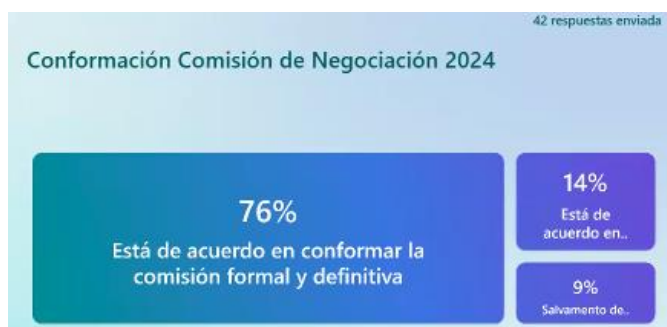 42 respuestas enviada
Conformación Comisión de Negociación 2024
76%
Está de acuerdo en conformar la
comisión formal y definitiva
14%
Está de
acuerdo en..
9%
Salvamento de..